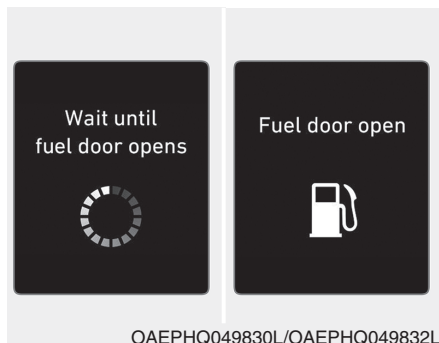 Wait until
fuel door opens
Fuel door open
OAEPHQ049830L/OAEPHQ049832L